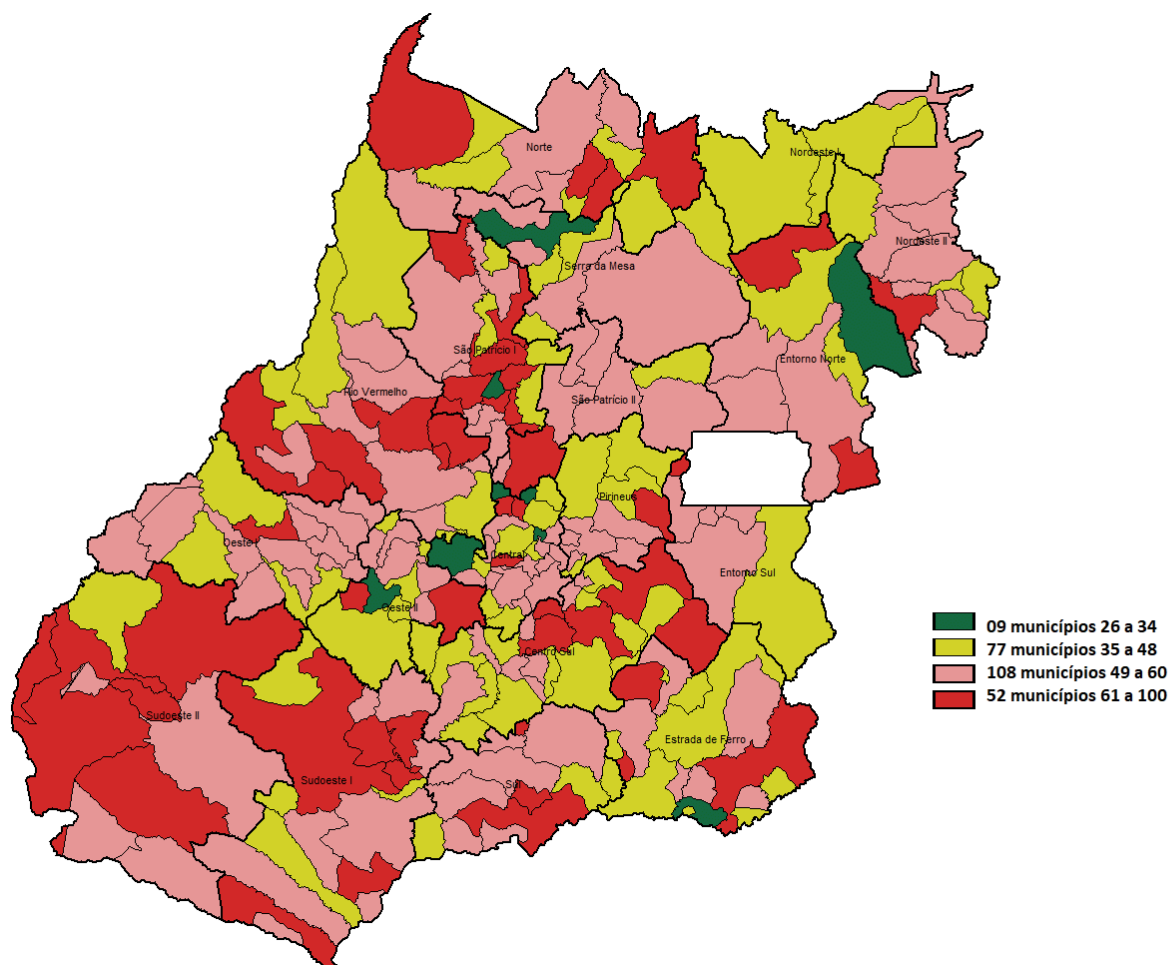 Norte
Nordeste I
Nordeste II
Serra da Mesa
São Patrício I
Entorno Norte
Rio Vermelho
São Patrício II
Pirineus
Oeste I
Central
Entorno Sul
Oeste II
Centro Sul
Sudoeste II
Estrada de Ferro
Sudoeste I
Sul
09 municípios 26 a 34
77 municípios 35 a 48
108 municípios 49 a 60
52 municípios 61 a 100